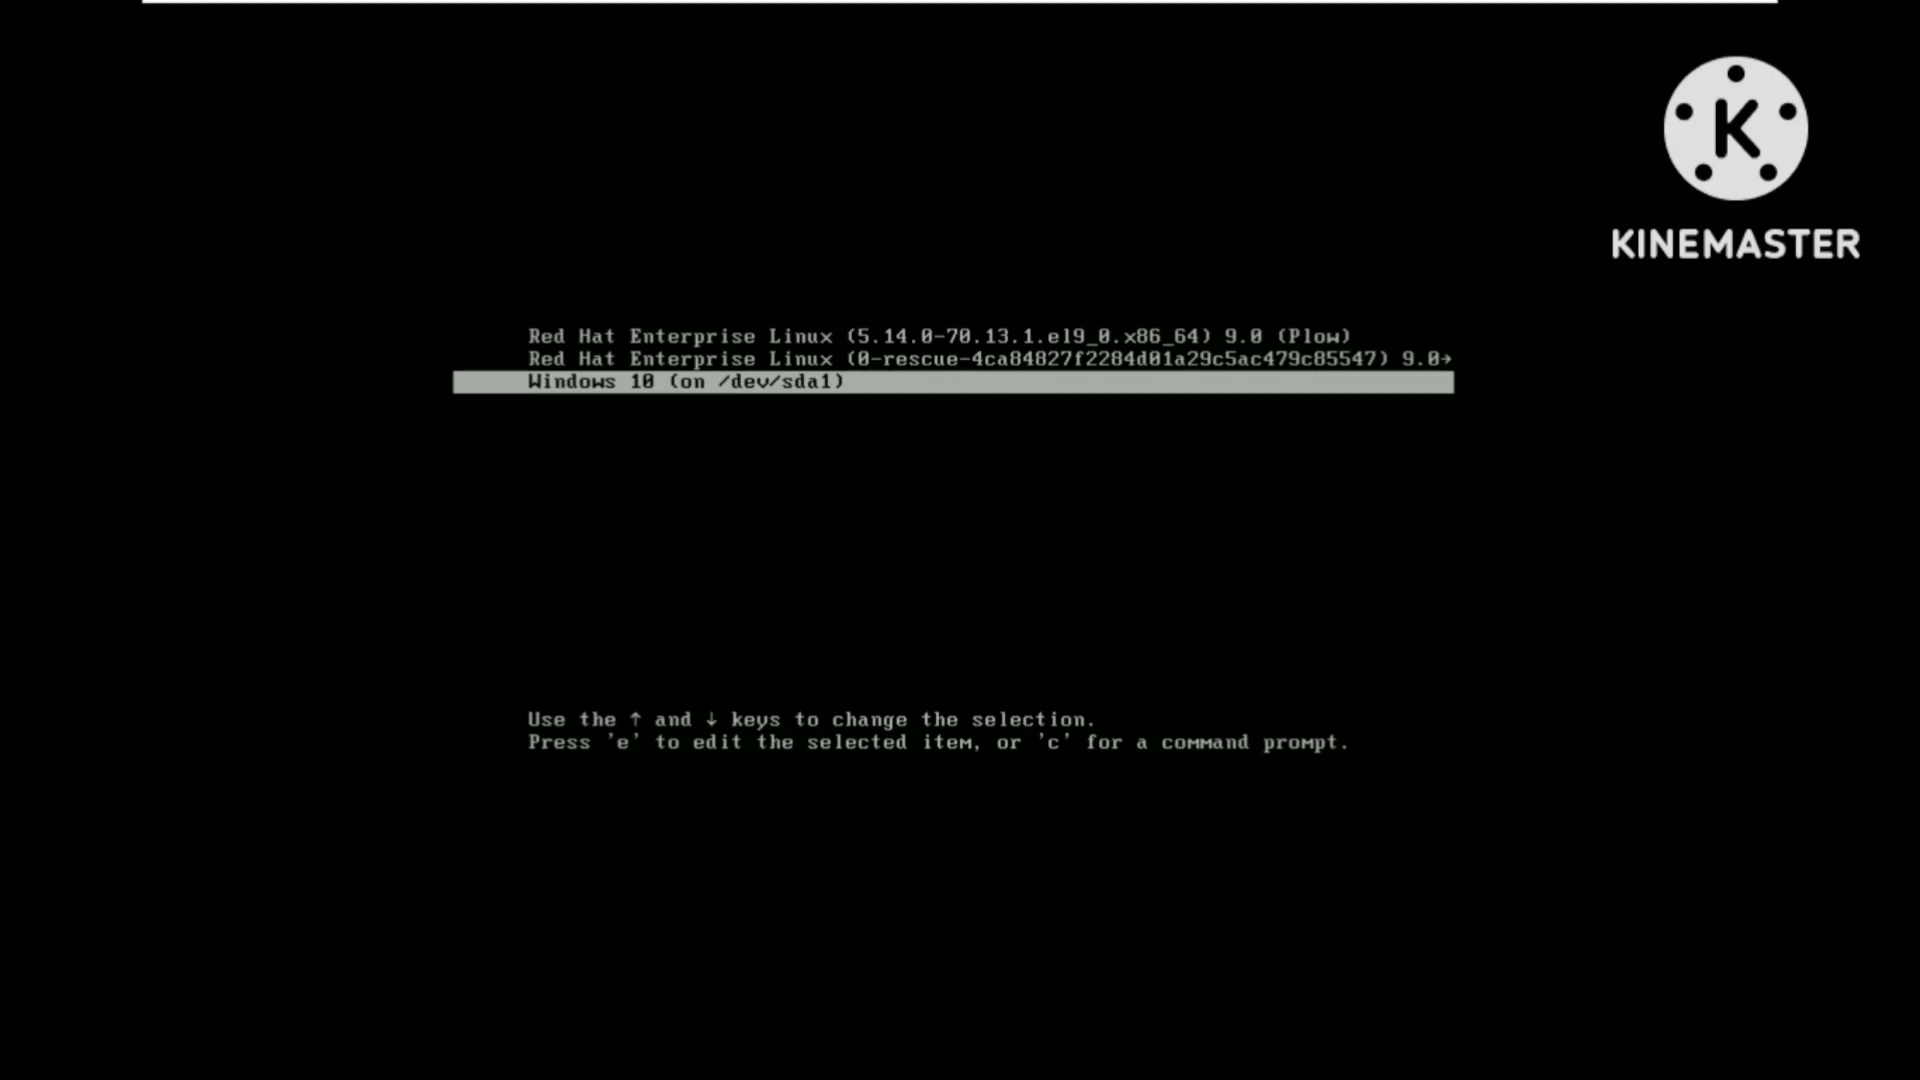 K
KINEMASTER
Red Hat Enterprise Linux (5.14.0-70.13.1.el9_0.x86_64) 9.0 (Plow)
Red Hat Enterprise Linux (0-rescue-4ca84827f2284d01a29c5ac479c85547) 9.0→
Windows 10 (on /dev/sda1)
Use the ↑ and ↓ keys to change the selection.
Press 'e' to edit the selected item, or 'c' for a command prompt.